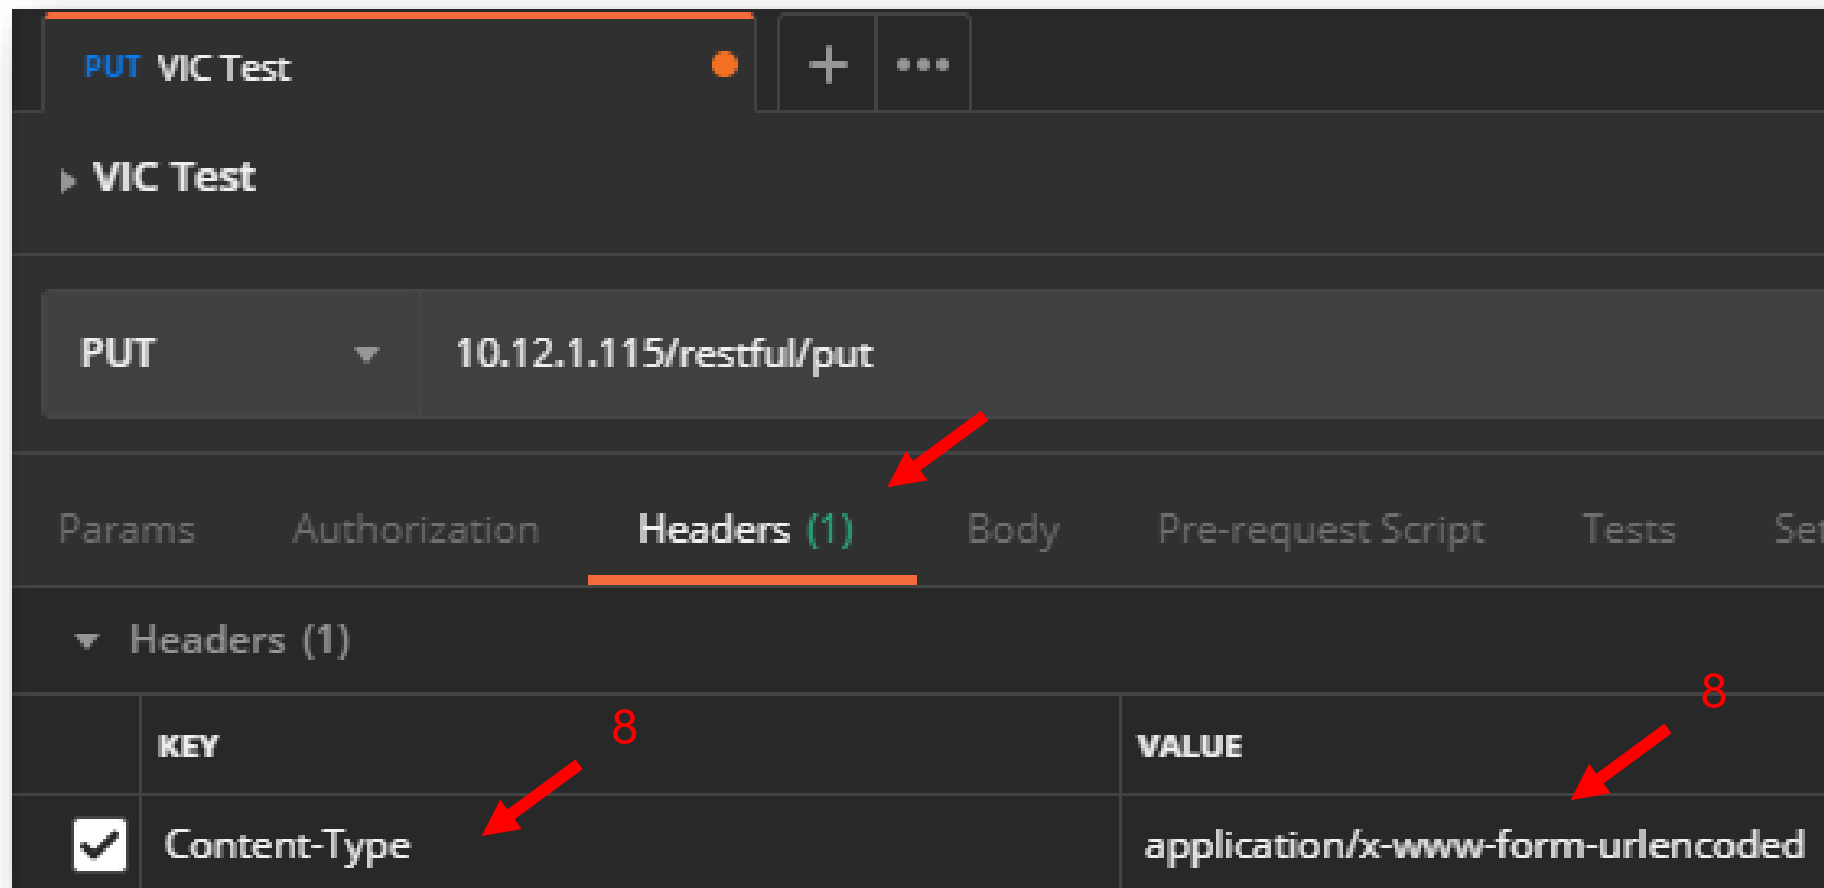 PUT VIC Test
VIC Test
PUT 10.12.1.115/restful/put
Params Authorization Headers (1) Body Pre-request Script Tests Set
Headers (1)
8 8
KEY VALUE
Content-Type application/x-www-form-urlencoded